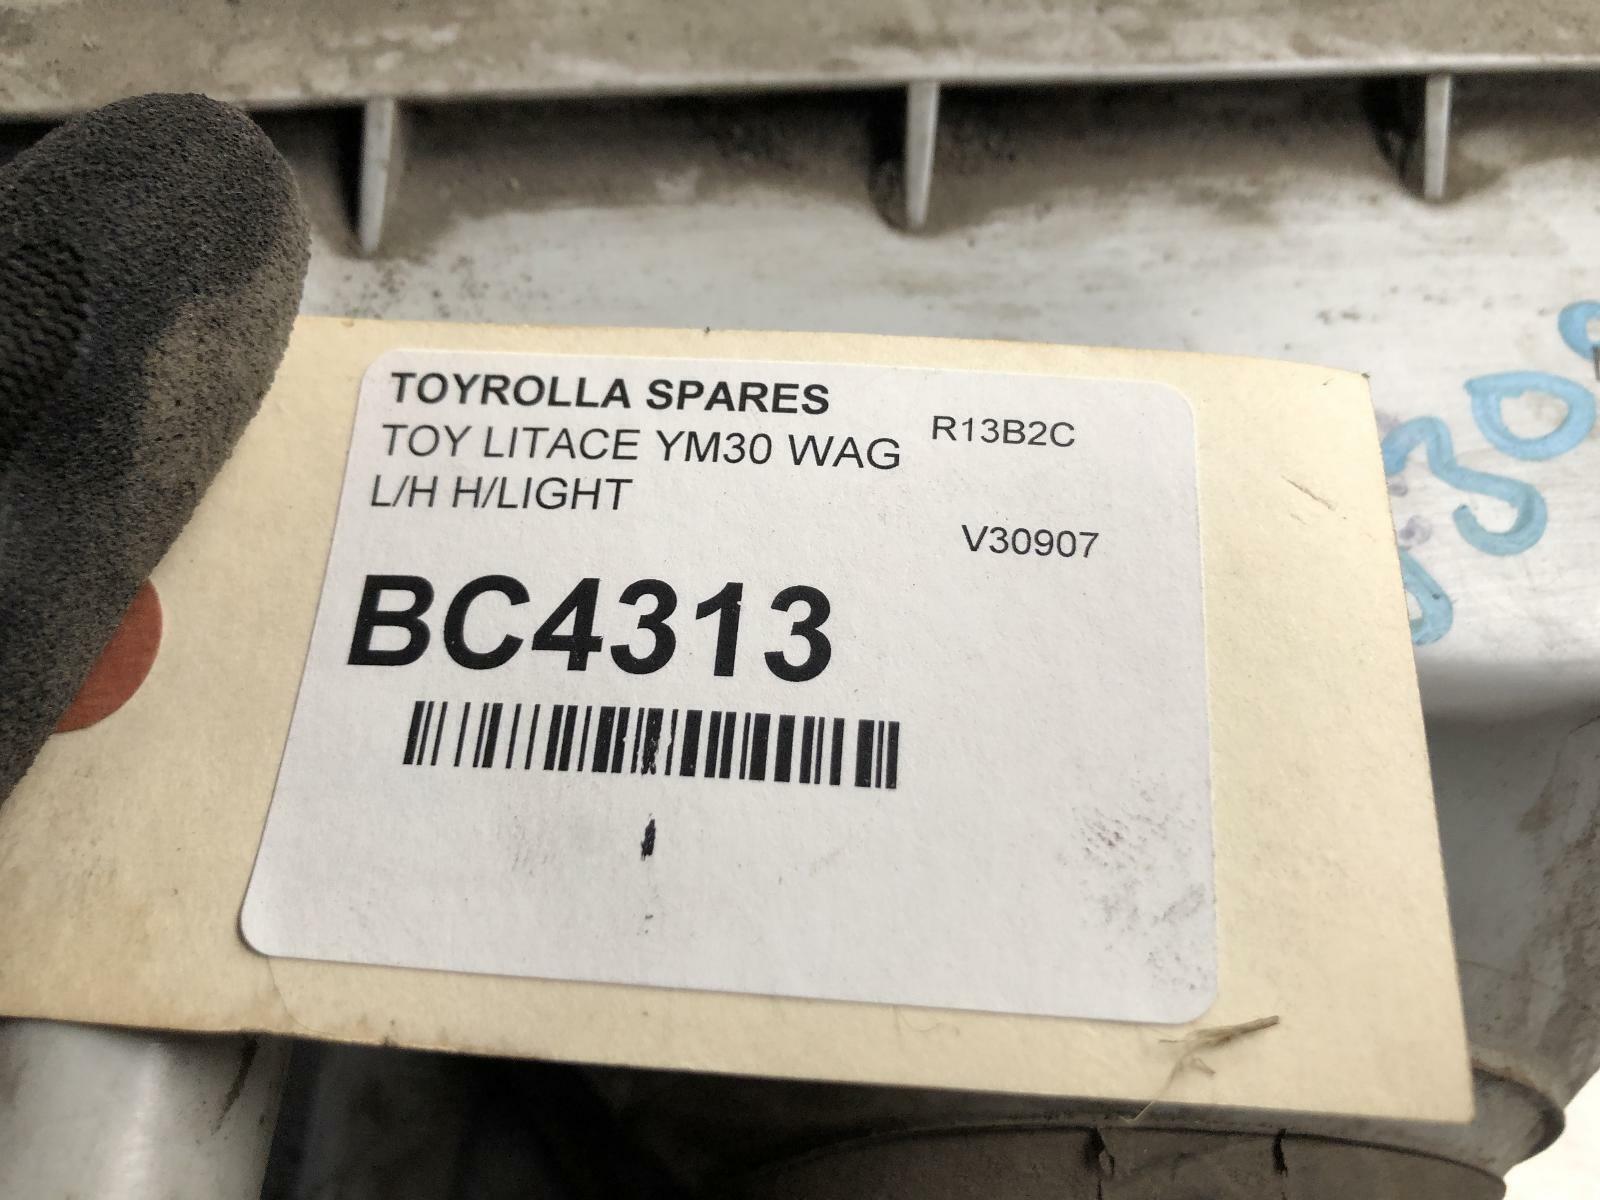 TOYROLLA SPARES
R13B2C
TOY LITACE YM30 WAG
L/H H/LIGHT
V30907
BC4313